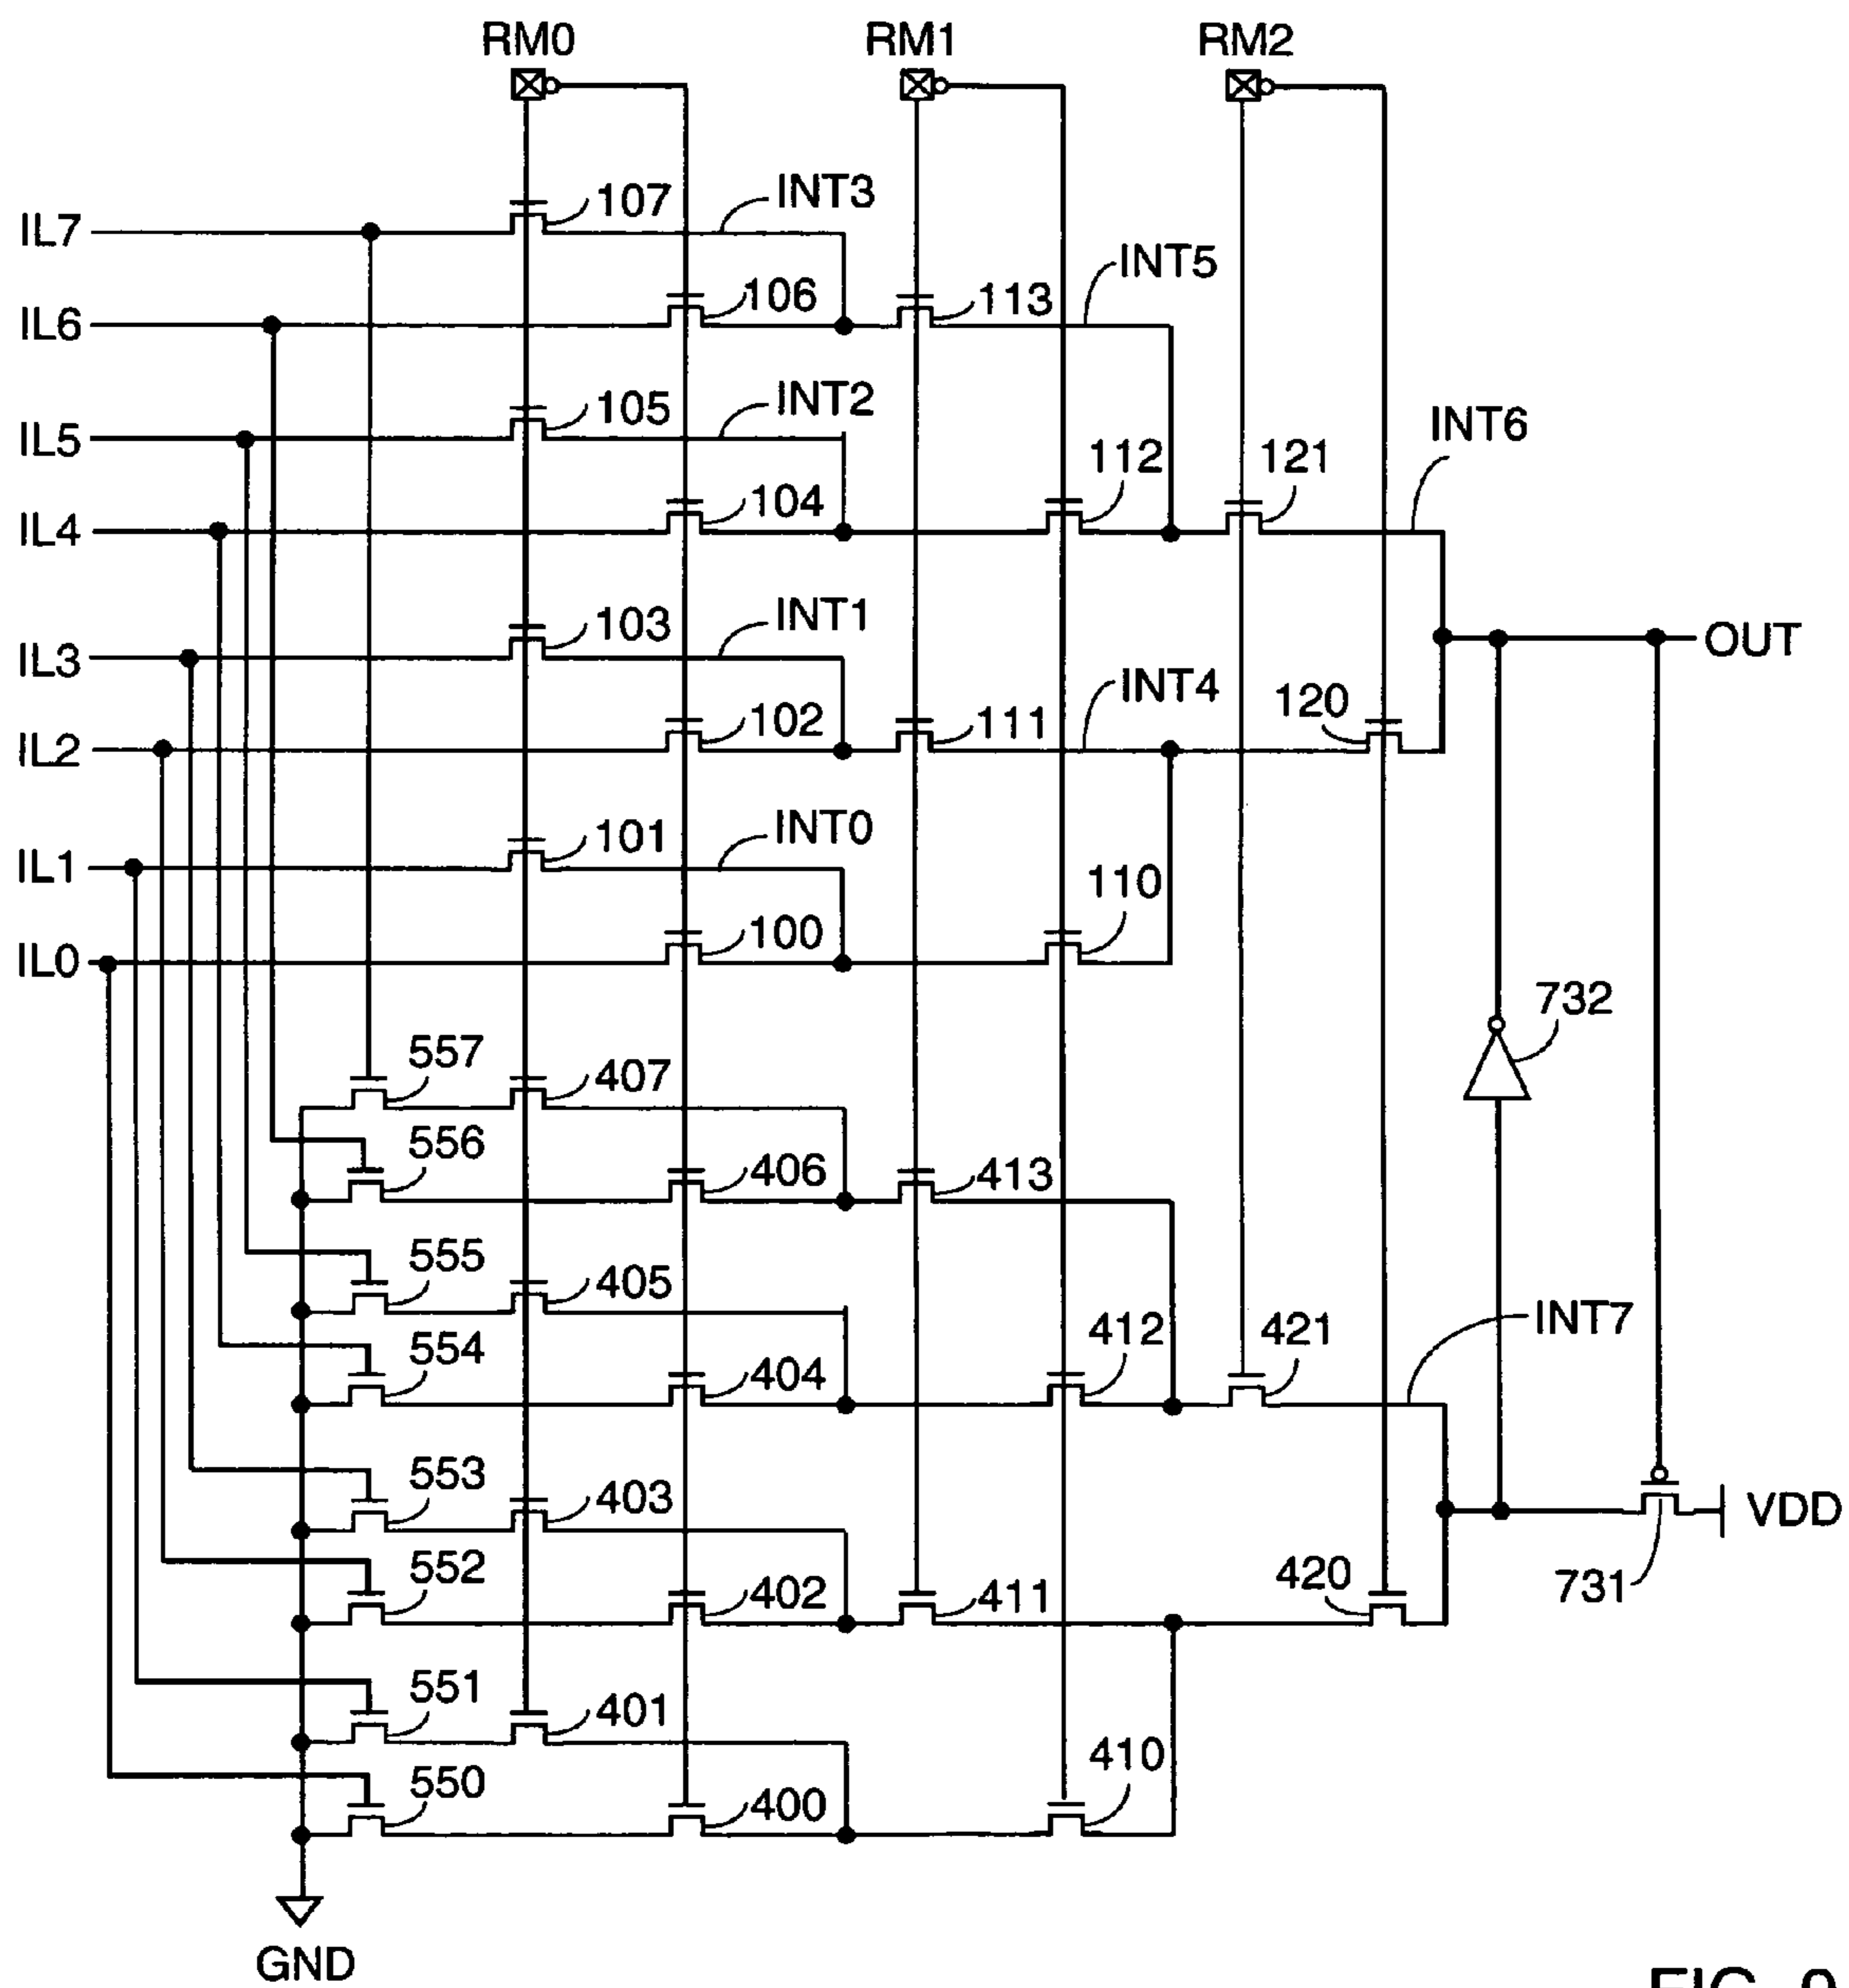 RM0 RM1 RM2
107 INT3
IL7
INT5
106 113
IL6
105 INT2
IL5
INT6
112 121
104
IL4
103 INT1
IL3
OUT
INT4
102 111 120
IL2
101 INT0
IL1
110
100
IL0
732
557 407
556 406 413
555 405
INT7
554 404 412 421
553 403
VDD
552 402 411 420
731
551 401
410
550 400
GND